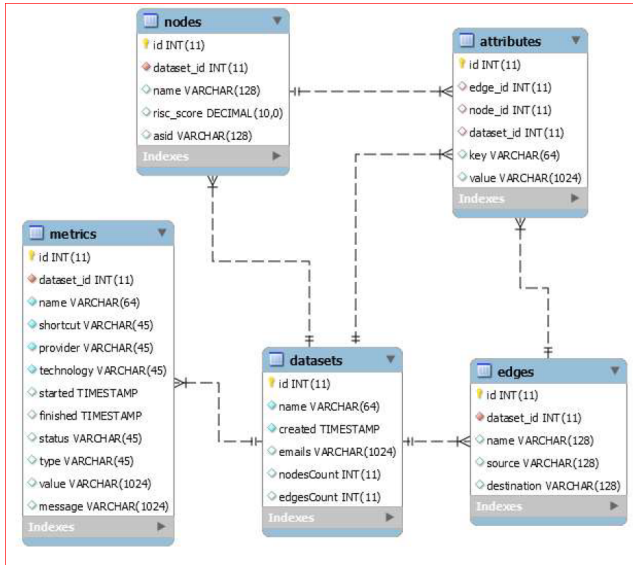 nodes
id INT(11)
dataset_id INT(11)
name VARCHAR(128)
risc_score DECIMAL(10,0)
asid VARCHAR(128)
Indexes
attributes
id INT(11)
edge_id INT(11)
node_id INT(11)
dataset_id INT(11)
key VARCHAR(64)
value VARCHAR(1024)
Indexes
metrics
id INT(11)
dataset_id INT(11)
name VARCHAR(64)
shortcut VARCHAR(45)
provider VARCHAR(45)
technology VARCHAR(45)
started TIMESTAMP
finished TIMESTAMP
status VARCHAR(45)
type VARCHAR(45)
value VARCHAR(1024)
message VARCHAR(1024)
Indexes
datasets
id INT(11)
name VARCHAR(64)
created TIMESTAMP
emails VARCHAR(1024)
nodesCount INT(11)
edgesCount INT(11)
Indexes
edges
id INT(11)
dataset_id INT(11)
name VARCHAR(128)
source VARCHAR(128)
destination VARCHAR(128)
Indexes